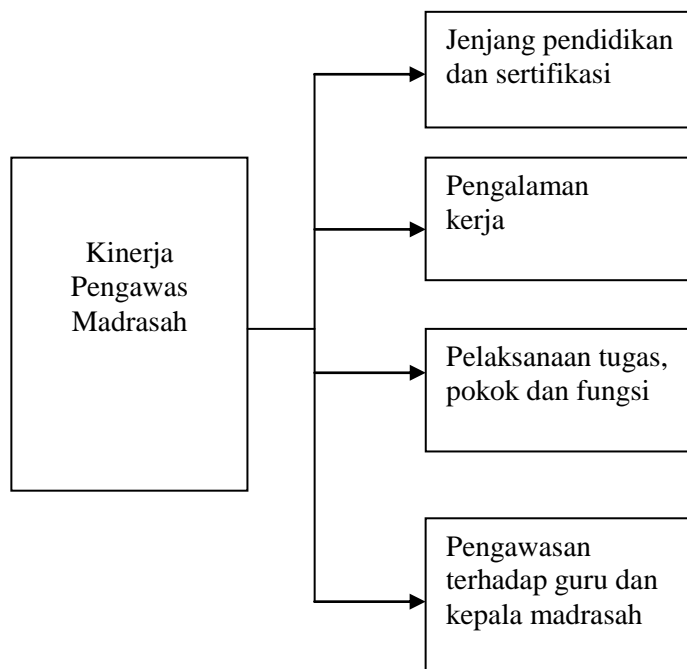 Jenjang pendidikan
dan sertifikasi
Pengalaman
kerja
Kinerja
Pengawas
Madrasah
Pelaksanaan tugas,
pokok dan fungsi
Pengawasan
terhadap guru dan
kepala madrasah